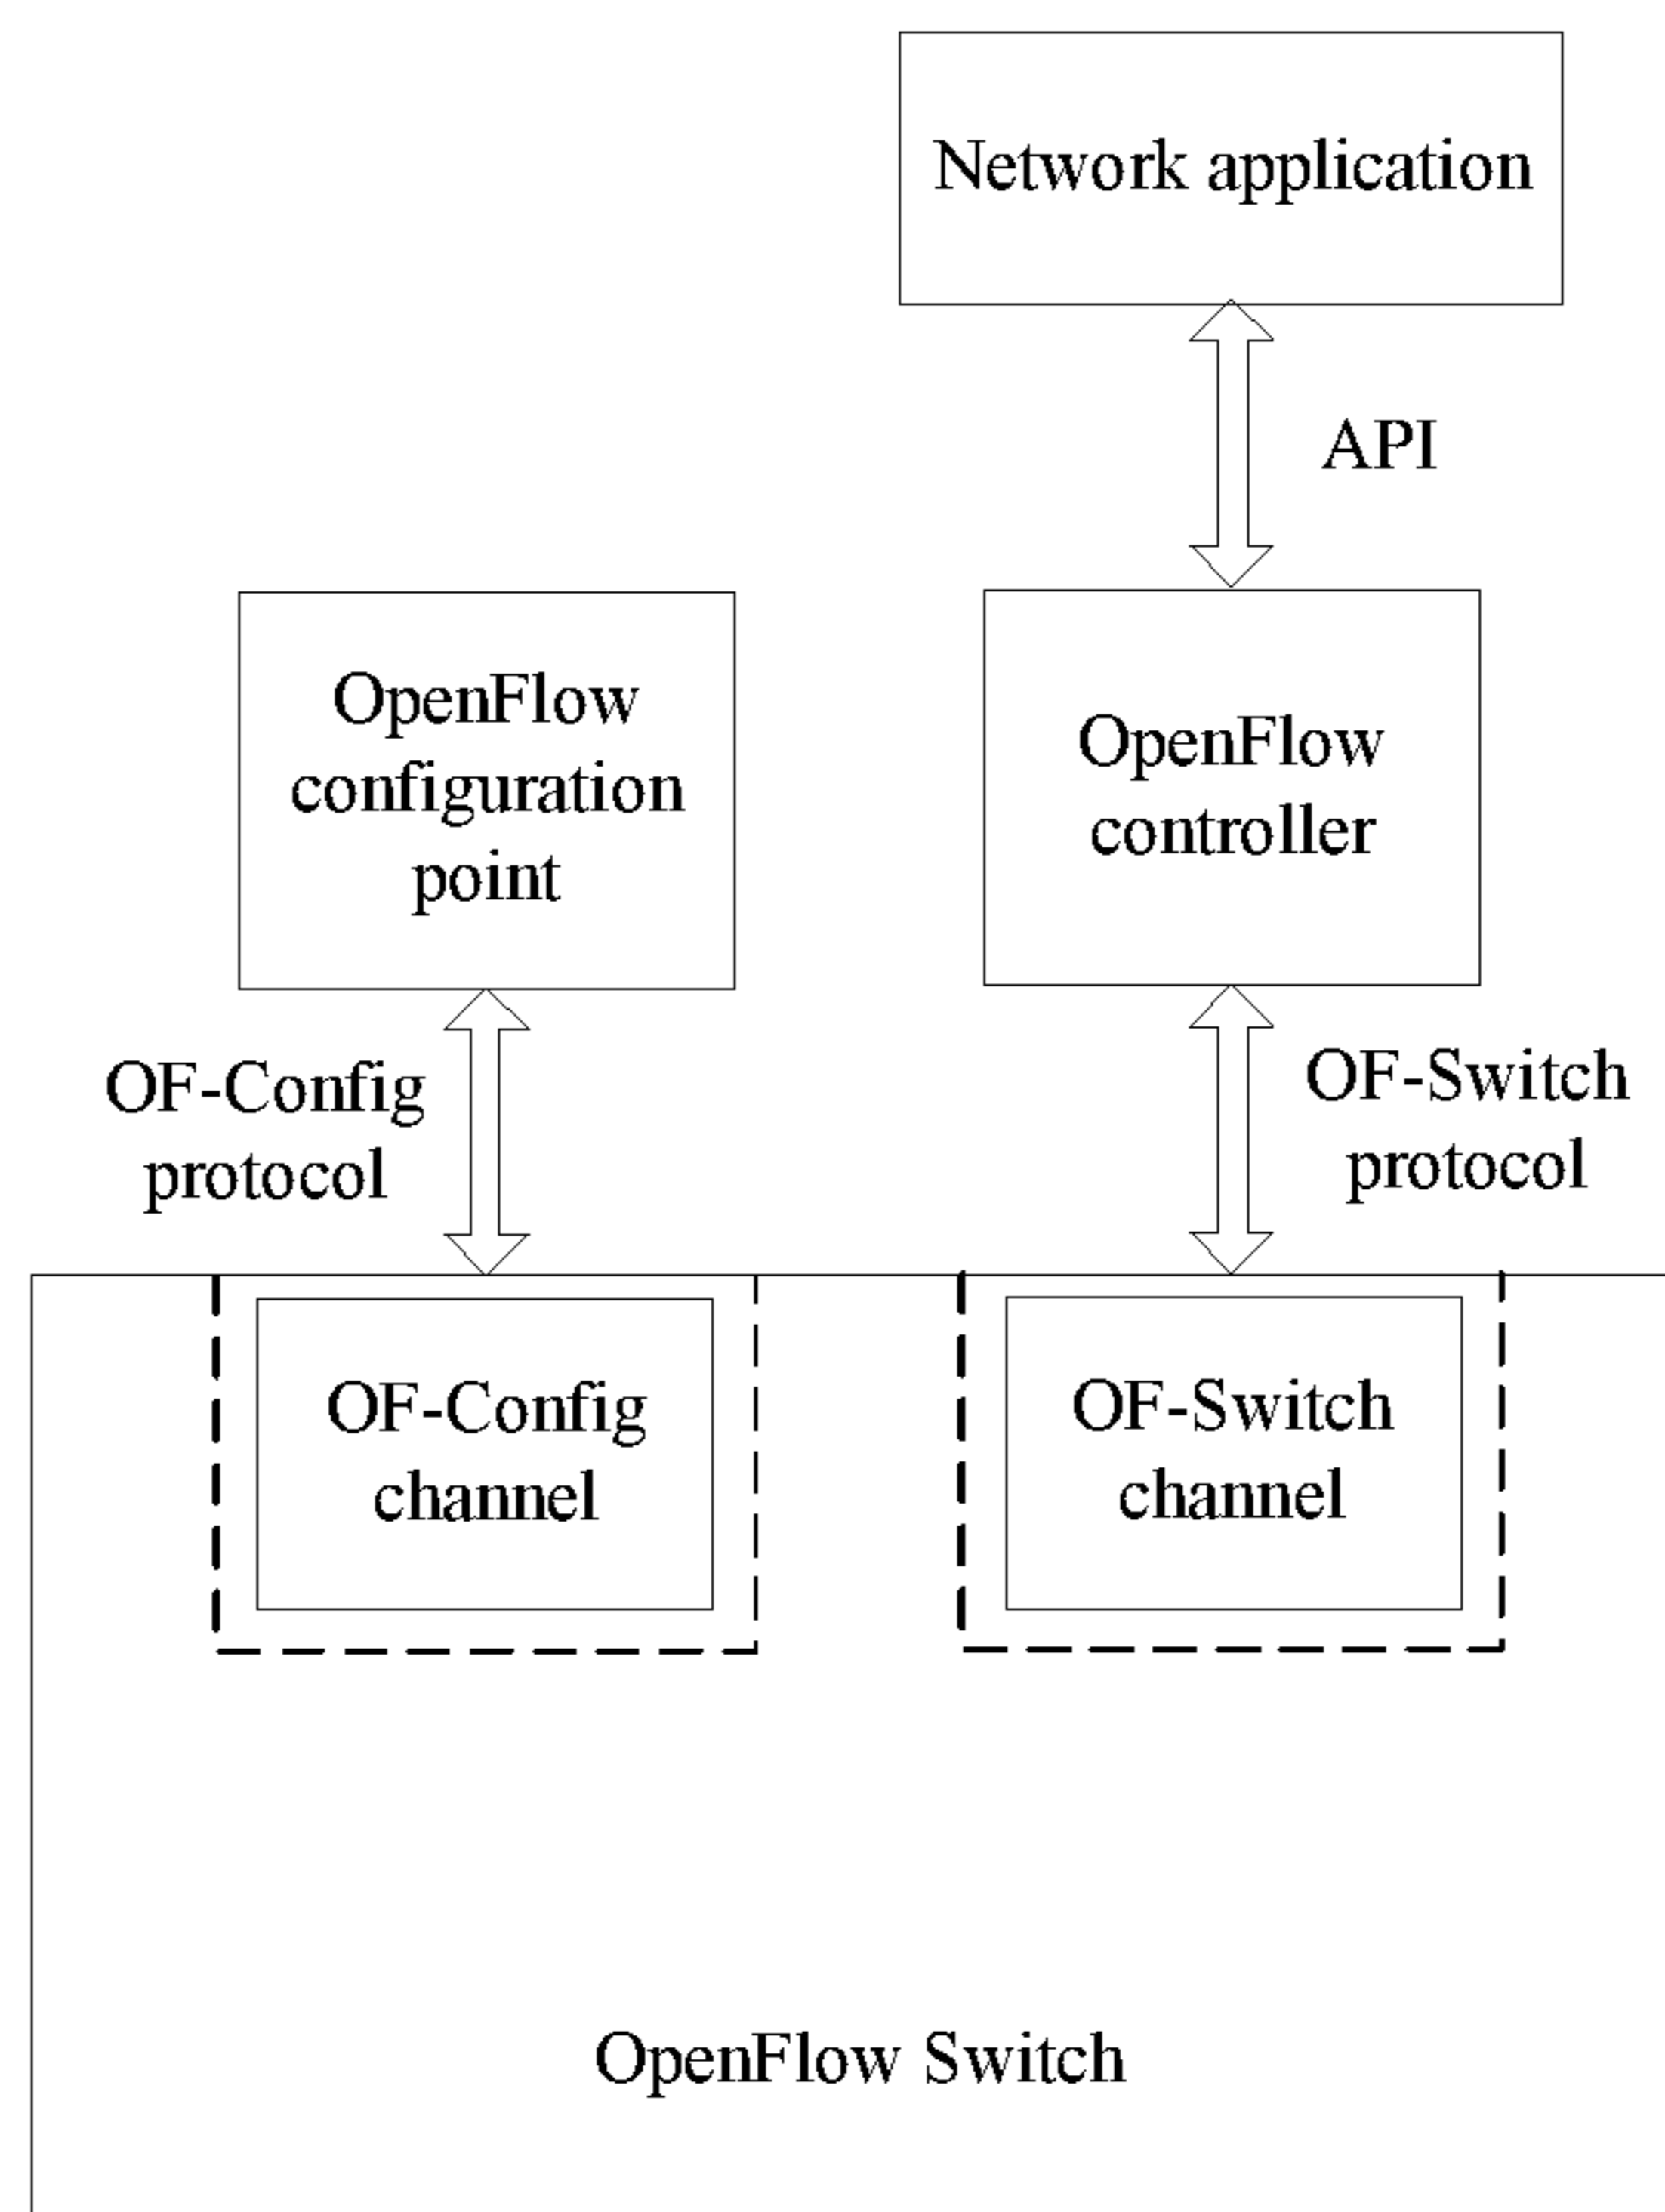 Network application
API
OpenFlow
configuration
point
OpenFlow
controller
OF-Config
protocol
OF-Switch
protocol
OF-Config
channel
OF-Switch
channel
OpenFlow Switch